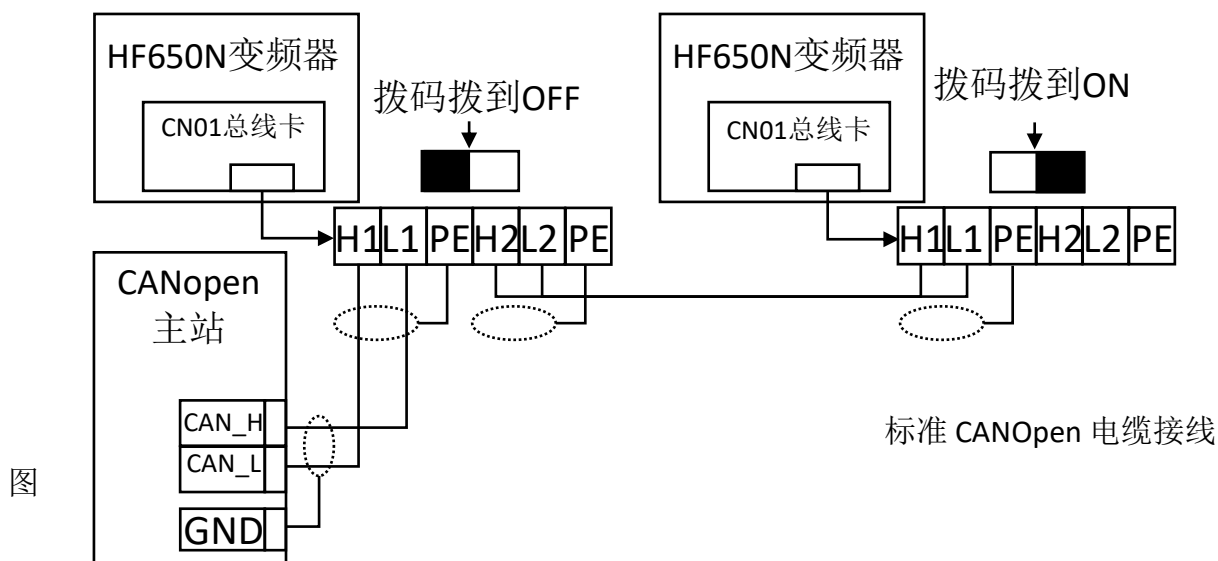 HF650N变频器
CN01总线卡
拨码拨到OFF
H1 L1 PE H2 L2 PE
HF650N变频器
CN01总线卡
拨码拨到ON
H1 L1 PE H2 L2 PE
CANopen
主站
CAN_H
CAN_L
GND
标准 CANOpen 电缆接线
图